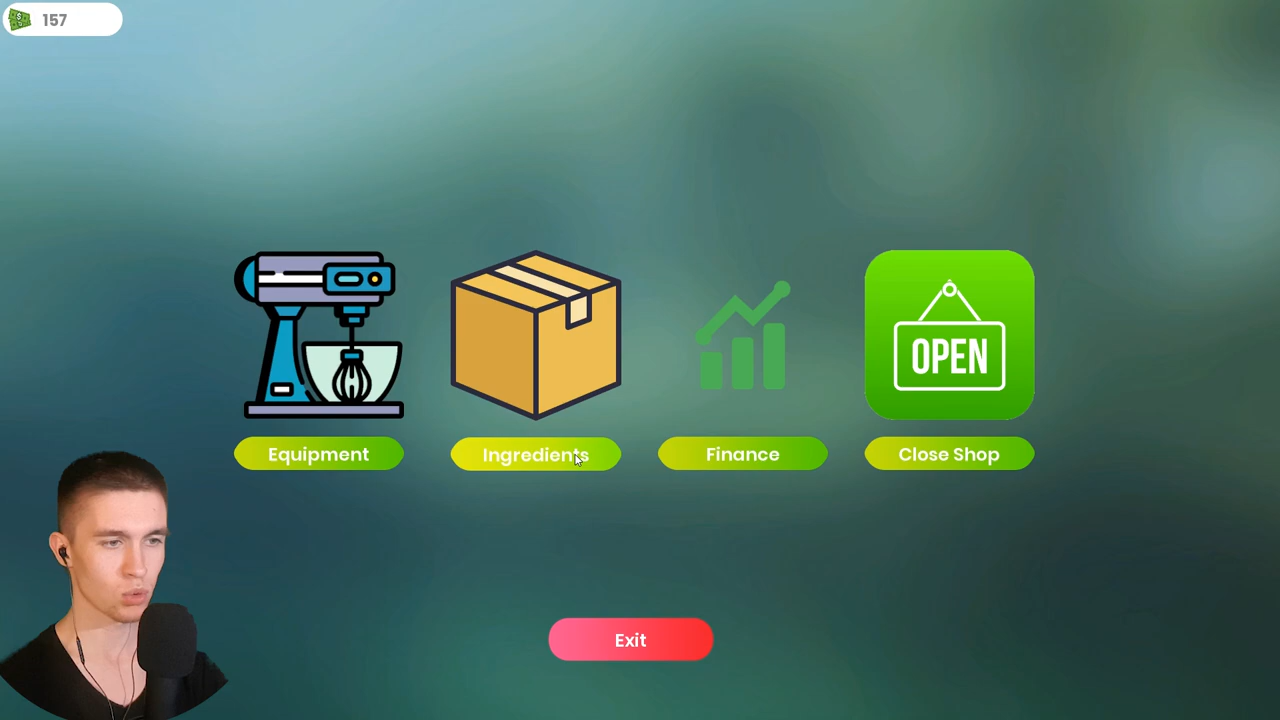 157
OPEN
Equipment
Ingredients
Finance
Close Shop
Exit